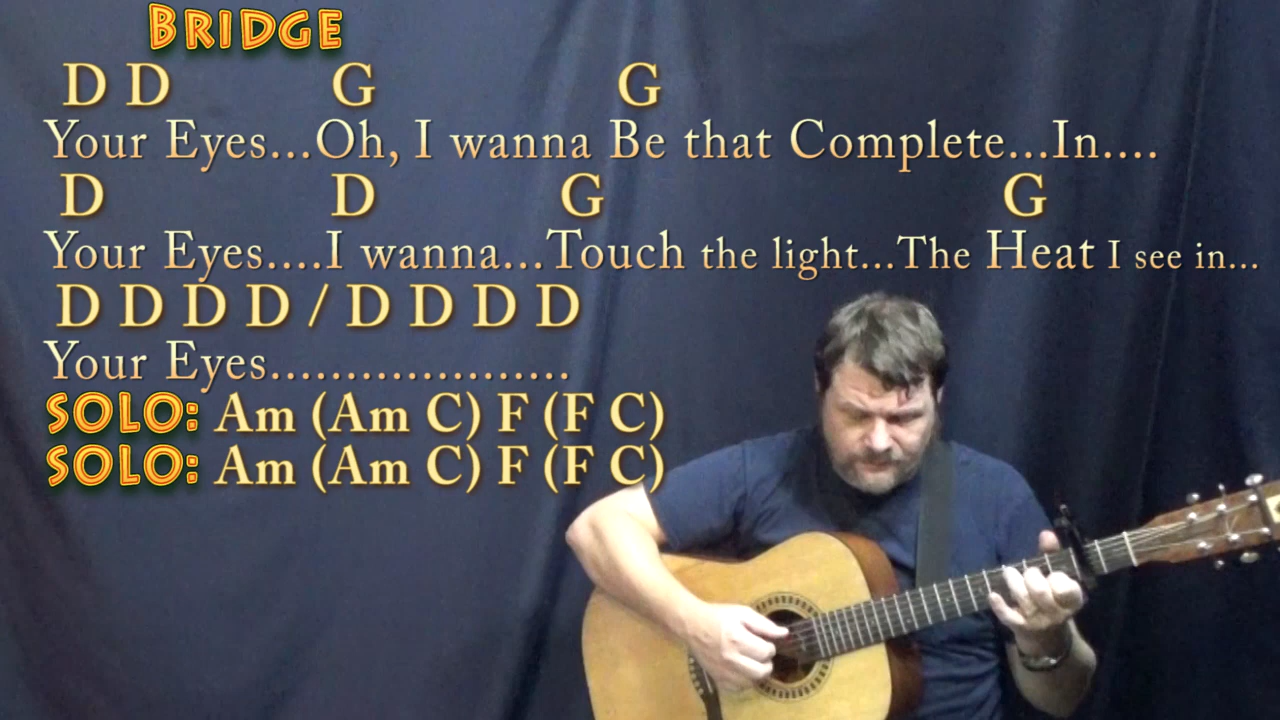 BRIDGE
D D G G
Your Eyes...Oh, I wanna Be that Complete...In....
D D G G
Your Eyes....I wanna...Touch the light...The Heat I see in...
D D D D / D D D D
Your Eyes....................
SOLO: Am (Am C) F (F C)
SOLO: Am (Am C) F (F C)